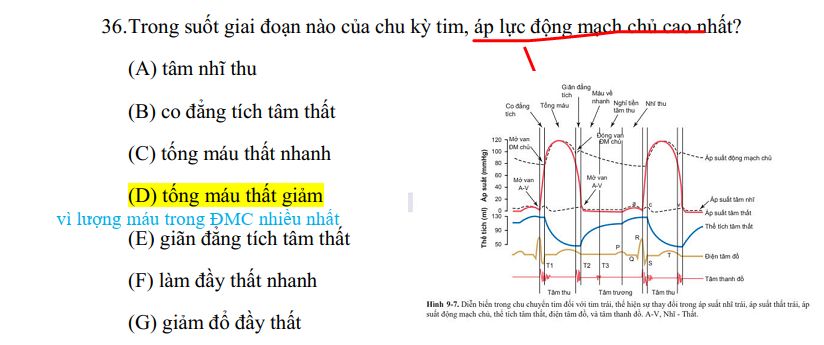 36.Trong suốt giai đoạn nào của chu kỳ tim, áp lực động mạch chủ cao nhất?
(A) tâm nhĩ thu
(B) co đẳng tích tâm thất
(C) tống máu thất nhanh
(D) tống máu thất giảm
vì lượng máu trong ĐMC nhiều nhất
(E) giãn đẳng tích tâm thất
(F) làm đầy thất nhanh
(G) giảm đổ đầy thất
Giãn đẳng
tích
Máu về
nhanh
Co đẳng
tích
Tống máu
Nghỉ tiền
tâm thu
Nhĩ thu
Áp suất (mmHg)
120
100
80
60
40
20
0
Mở van
ĐM chủ
Đóng van
ĐM chủ
Mở van
A-V
Mở van
A-V
a
c
v
Áp suất động mạch chủ
Áp suất tâm nhĩ
Áp suất tâm thất
Thể tích (ml)
130
90
50
Thể tích tâm thất
P
Q
R
S
T
Điện tâm đồ
T1
T2
T3
Tâm thanh đồ
Tâm thu
Tâm trương
Tâm thu
Hình 9-7. Diễn biến trong chu chuyển tim đối với tim trái, thể hiện sự thay đổi trong áp suất nhĩ trái, áp suất thất trái, áp
suất động mạch chủ, thể tích tâm thất, điện tâm đồ, và tâm thanh đồ. A-V, Nhĩ - Thất.